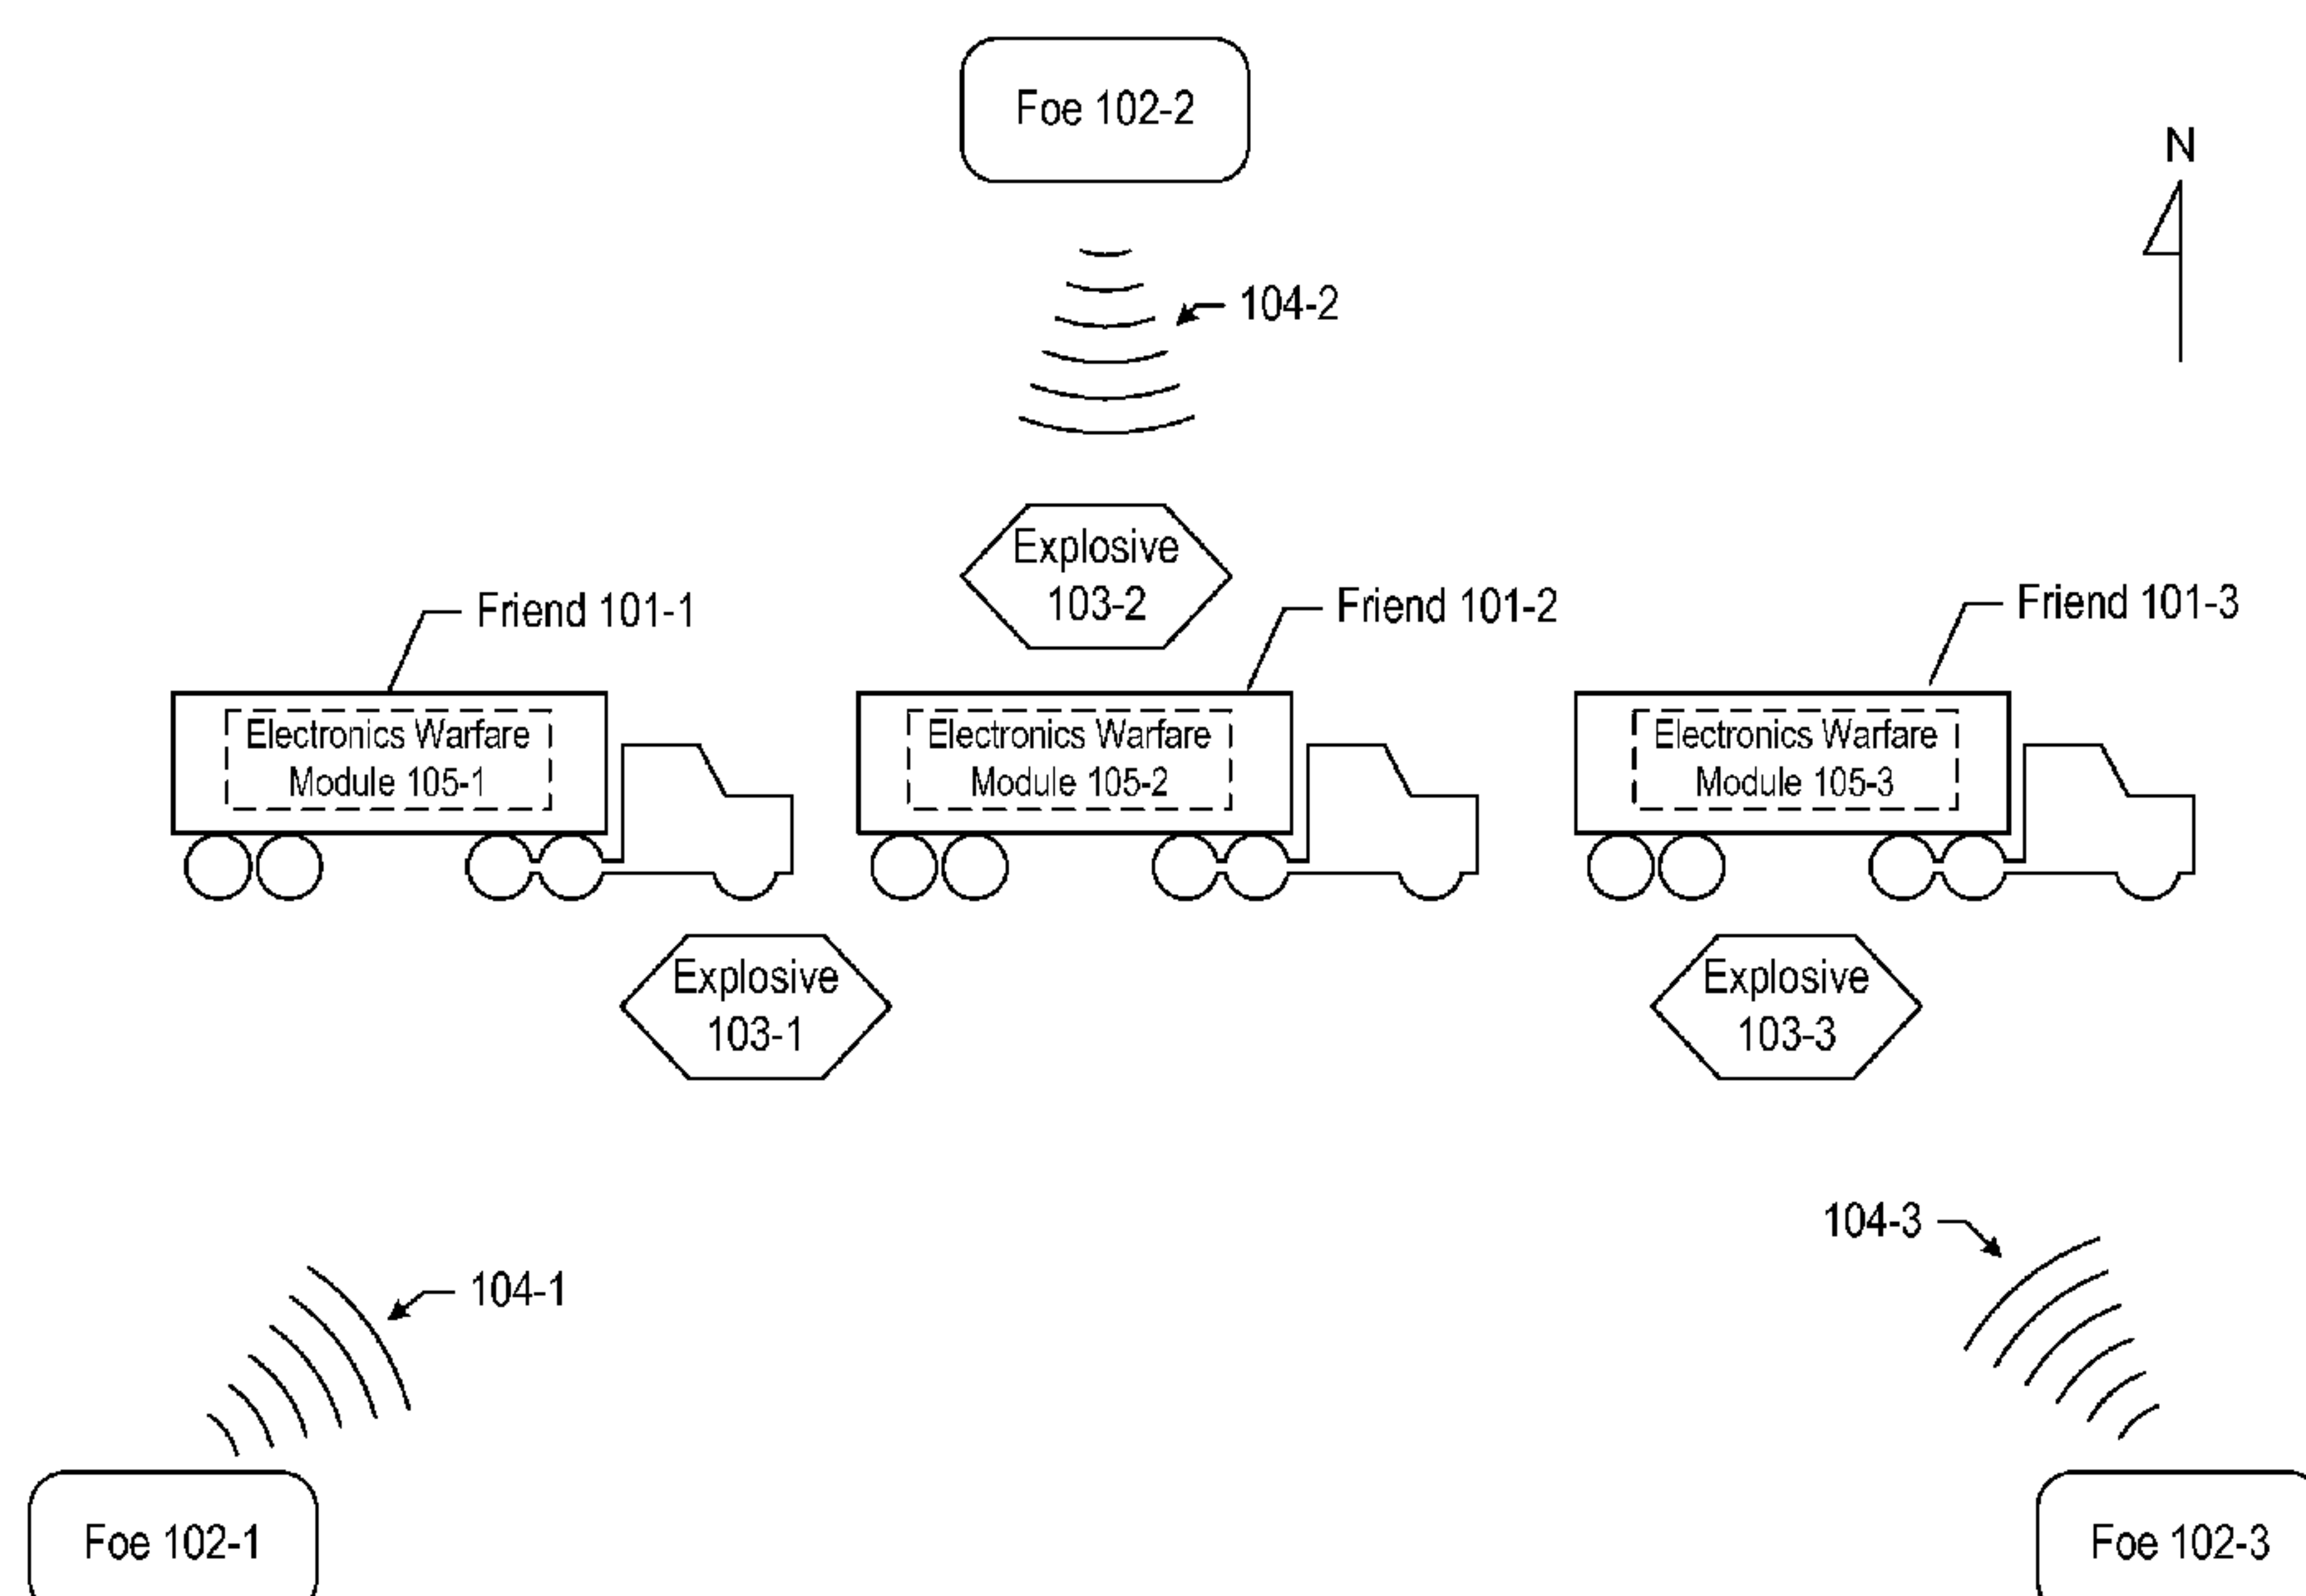 Foe 102-2
N
104-2
Explosive
103-2
Friend 101-1
Friend 101-2
Friend 101-3
Electronics Warfare
Module 105-1
Electronics Warfare
Module 105-2
Electronics Warfare
Module 105-3
Explosive
103-1
Explosive
103-3
104-3
104-1
Foe 102-1
Foe 102-3